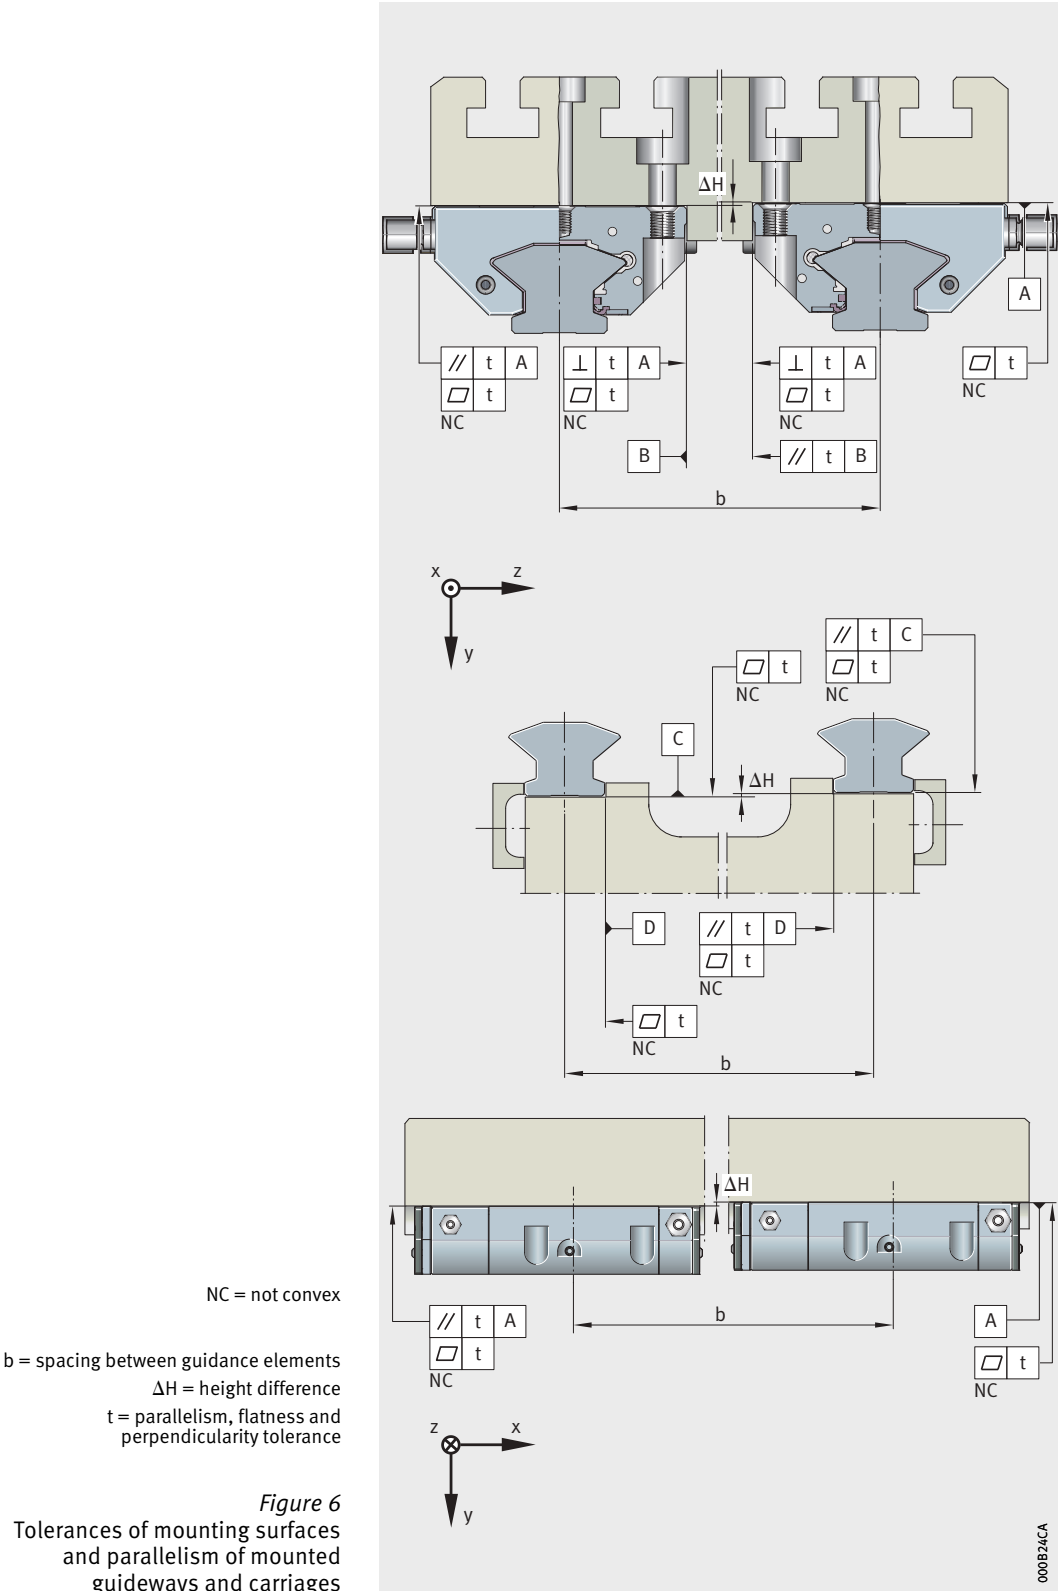 ΔH
A
// t A
⏥ t
NC
⊥ t A
⏥ t
NC
⊥ t A
⏥ t
NC
⏥ t
NC
B
// t B
b
x
z
y
// t C
⏥ t
NC
⏥ t
NC
C
ΔH
D
// t D
⏥ t
NC
⏥ t
NC
b
ΔH
b
// t A
⏥ t
NC
A
⏥ t
NC
z
x
y
000B24CA
NC = not convex
b = spacing between guidance elements
ΔH = height difference
t = parallelism, flatness and
perpendicularity tolerance
Figure 6
Tolerances of mounting surfaces
and parallelism of mounted
guideways and carriages